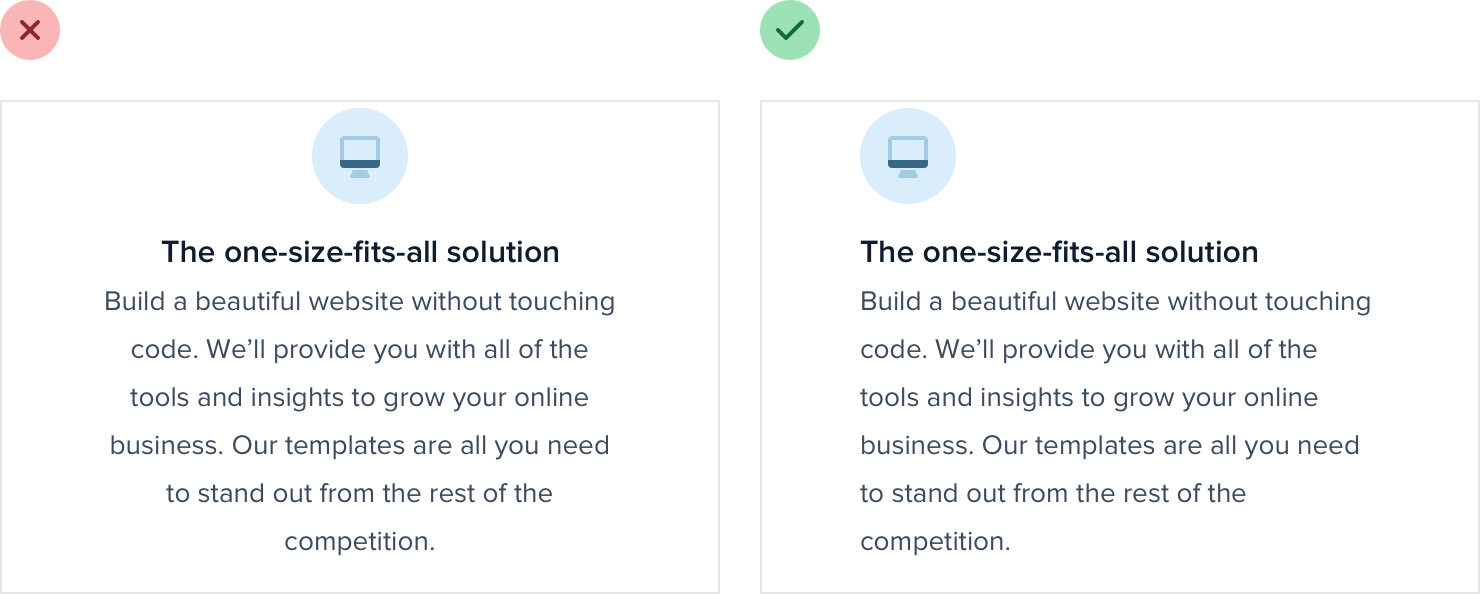 The one-size-fits-all solution
Build a beautiful website without touching
code. We’ll provide you with all of the
tools and insights to grow your online
business. Our templates are all you need
to stand out from the rest of the
competition.
The one-size-fits-all solution
Build a beautiful website without touching
code. We’ll provide you with all of the
tools and insights to grow your online
business. Our templates are all you need
to stand out from the rest of the
competition.